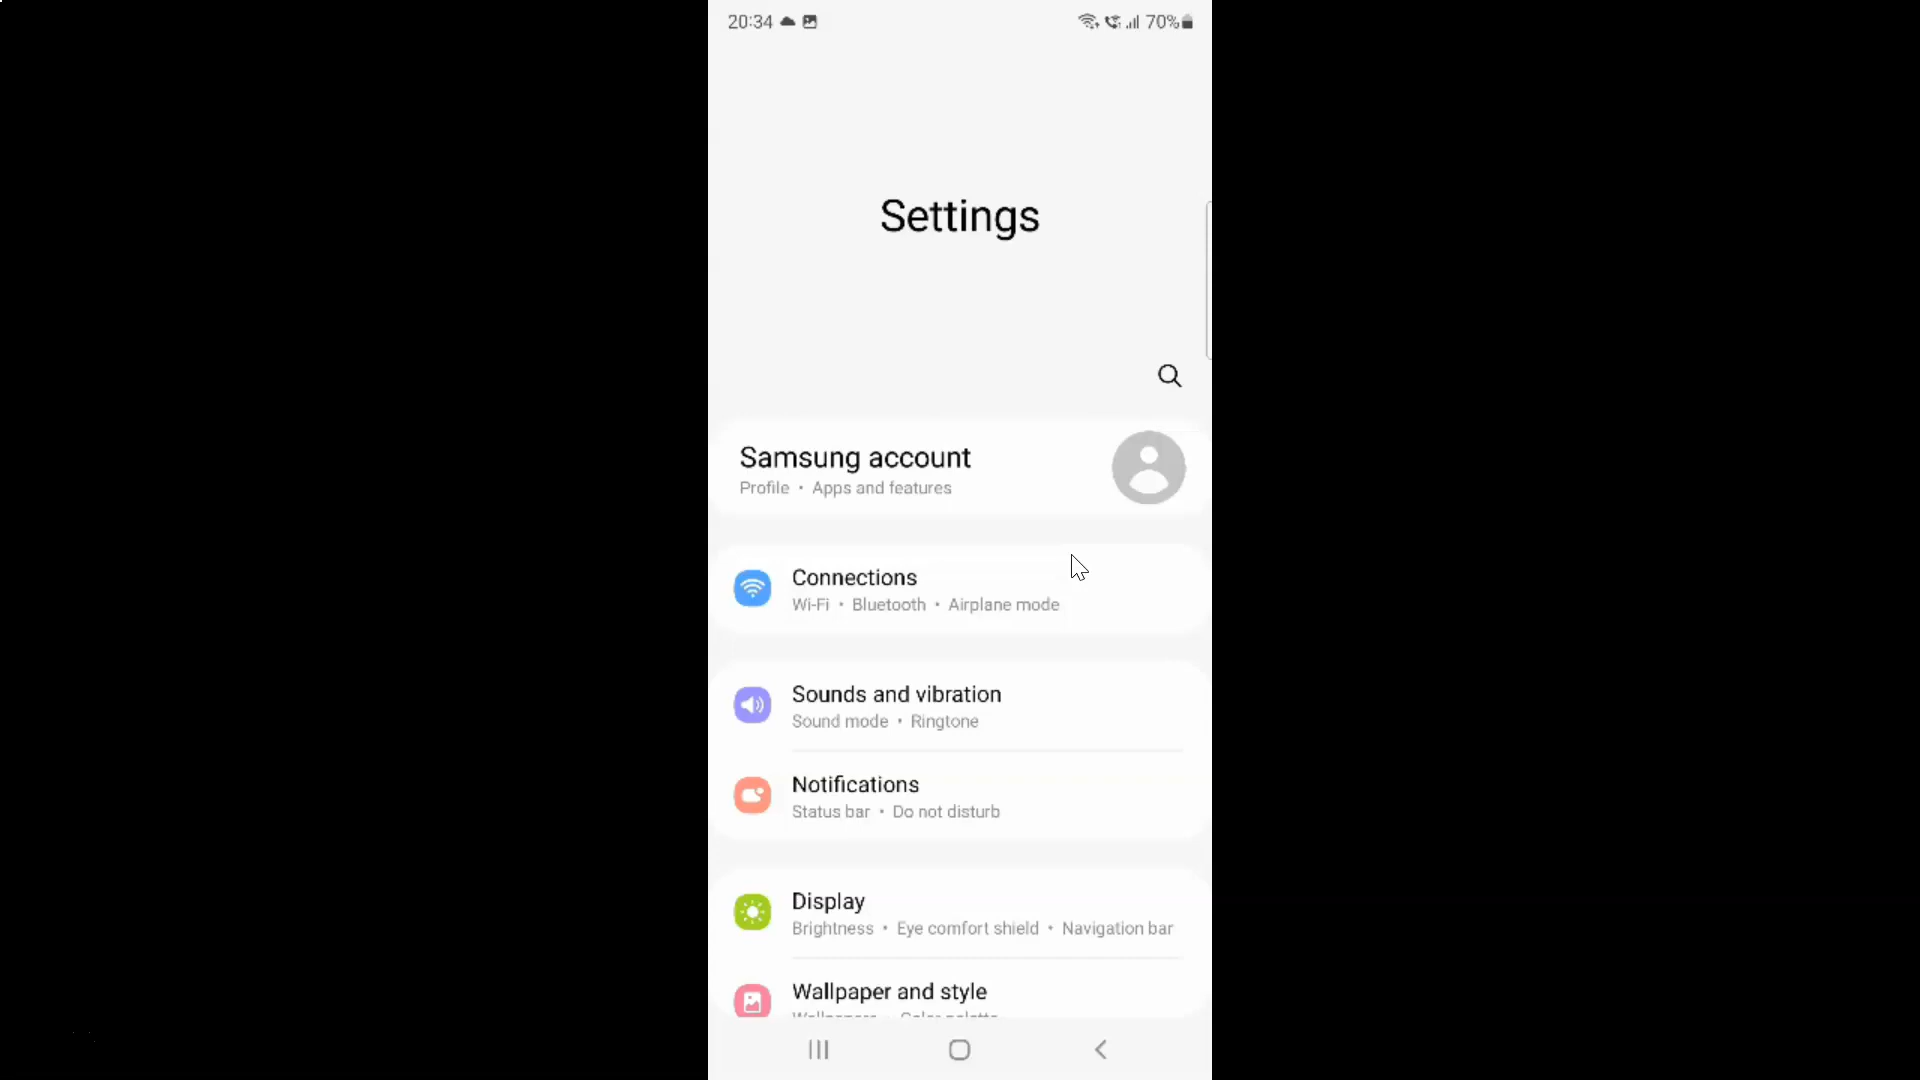 20:34
70%
Settings
Samsung account
Profile • Apps and features
Connections
Wi-Fi • Bluetooth • Airplane mode
Sounds and vibration
Sound mode • Ringtone
Notifications
Status bar • Do not disturb
Display
Brightness • Eye comfort shield • Navigation bar
Wallpaper and style